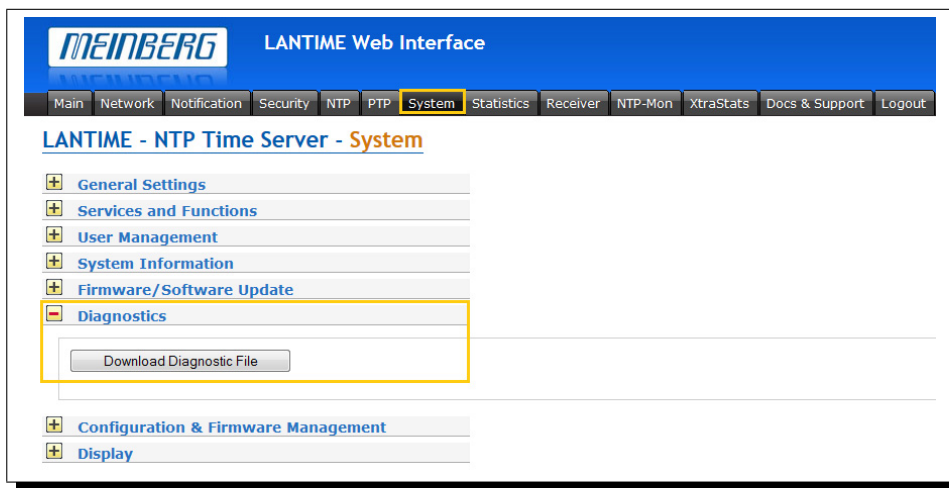 MEINBERG LANTIME Web Interface
Main Network Notification Security NTP PTP System Statistics Receiver NTP-Mon XtraStats Docs & Support Logout
LANTIME - NTP Time Server - System
General Settings
Services and Functions
User Management
System Information
Firmware/Software Update
Diagnostics
Download Diagnostic File
Configuration & Firmware Management
Display